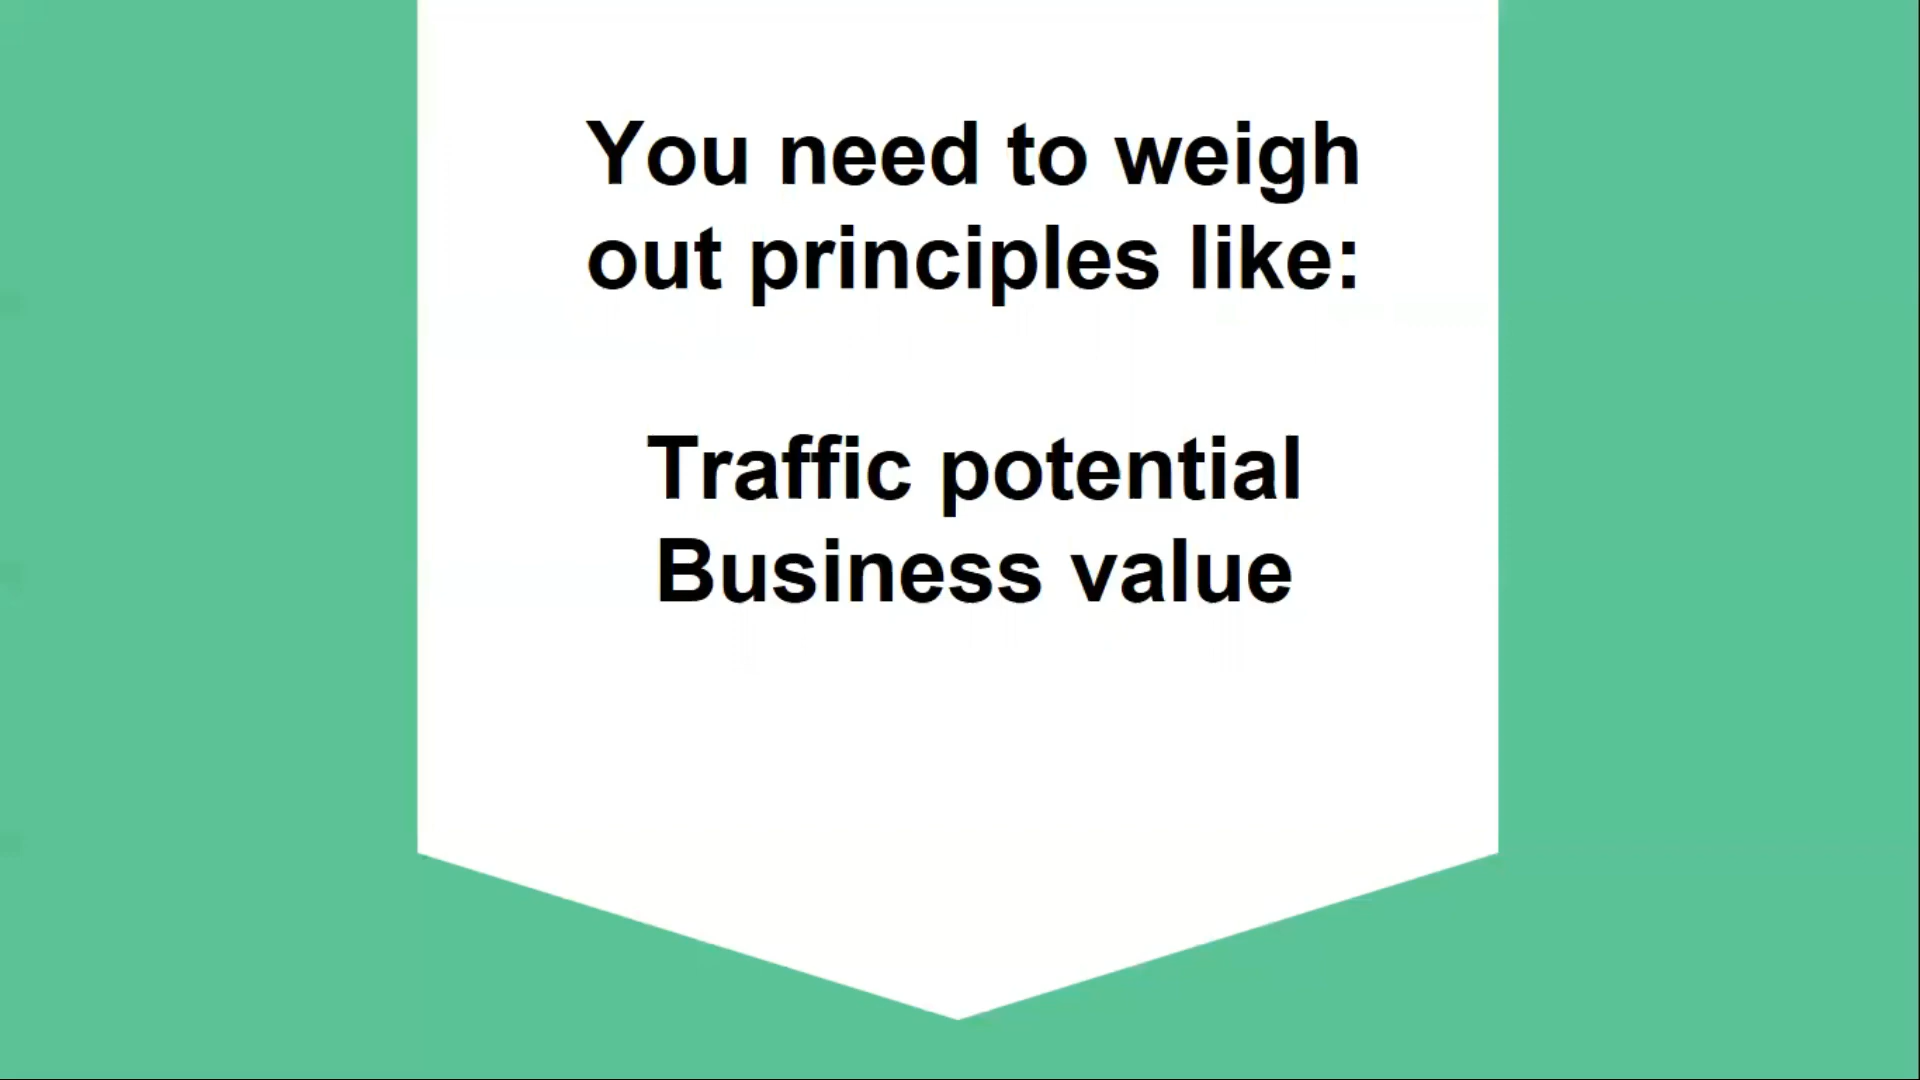 You need to weigh
out principles like:
Traffic potential
Business value